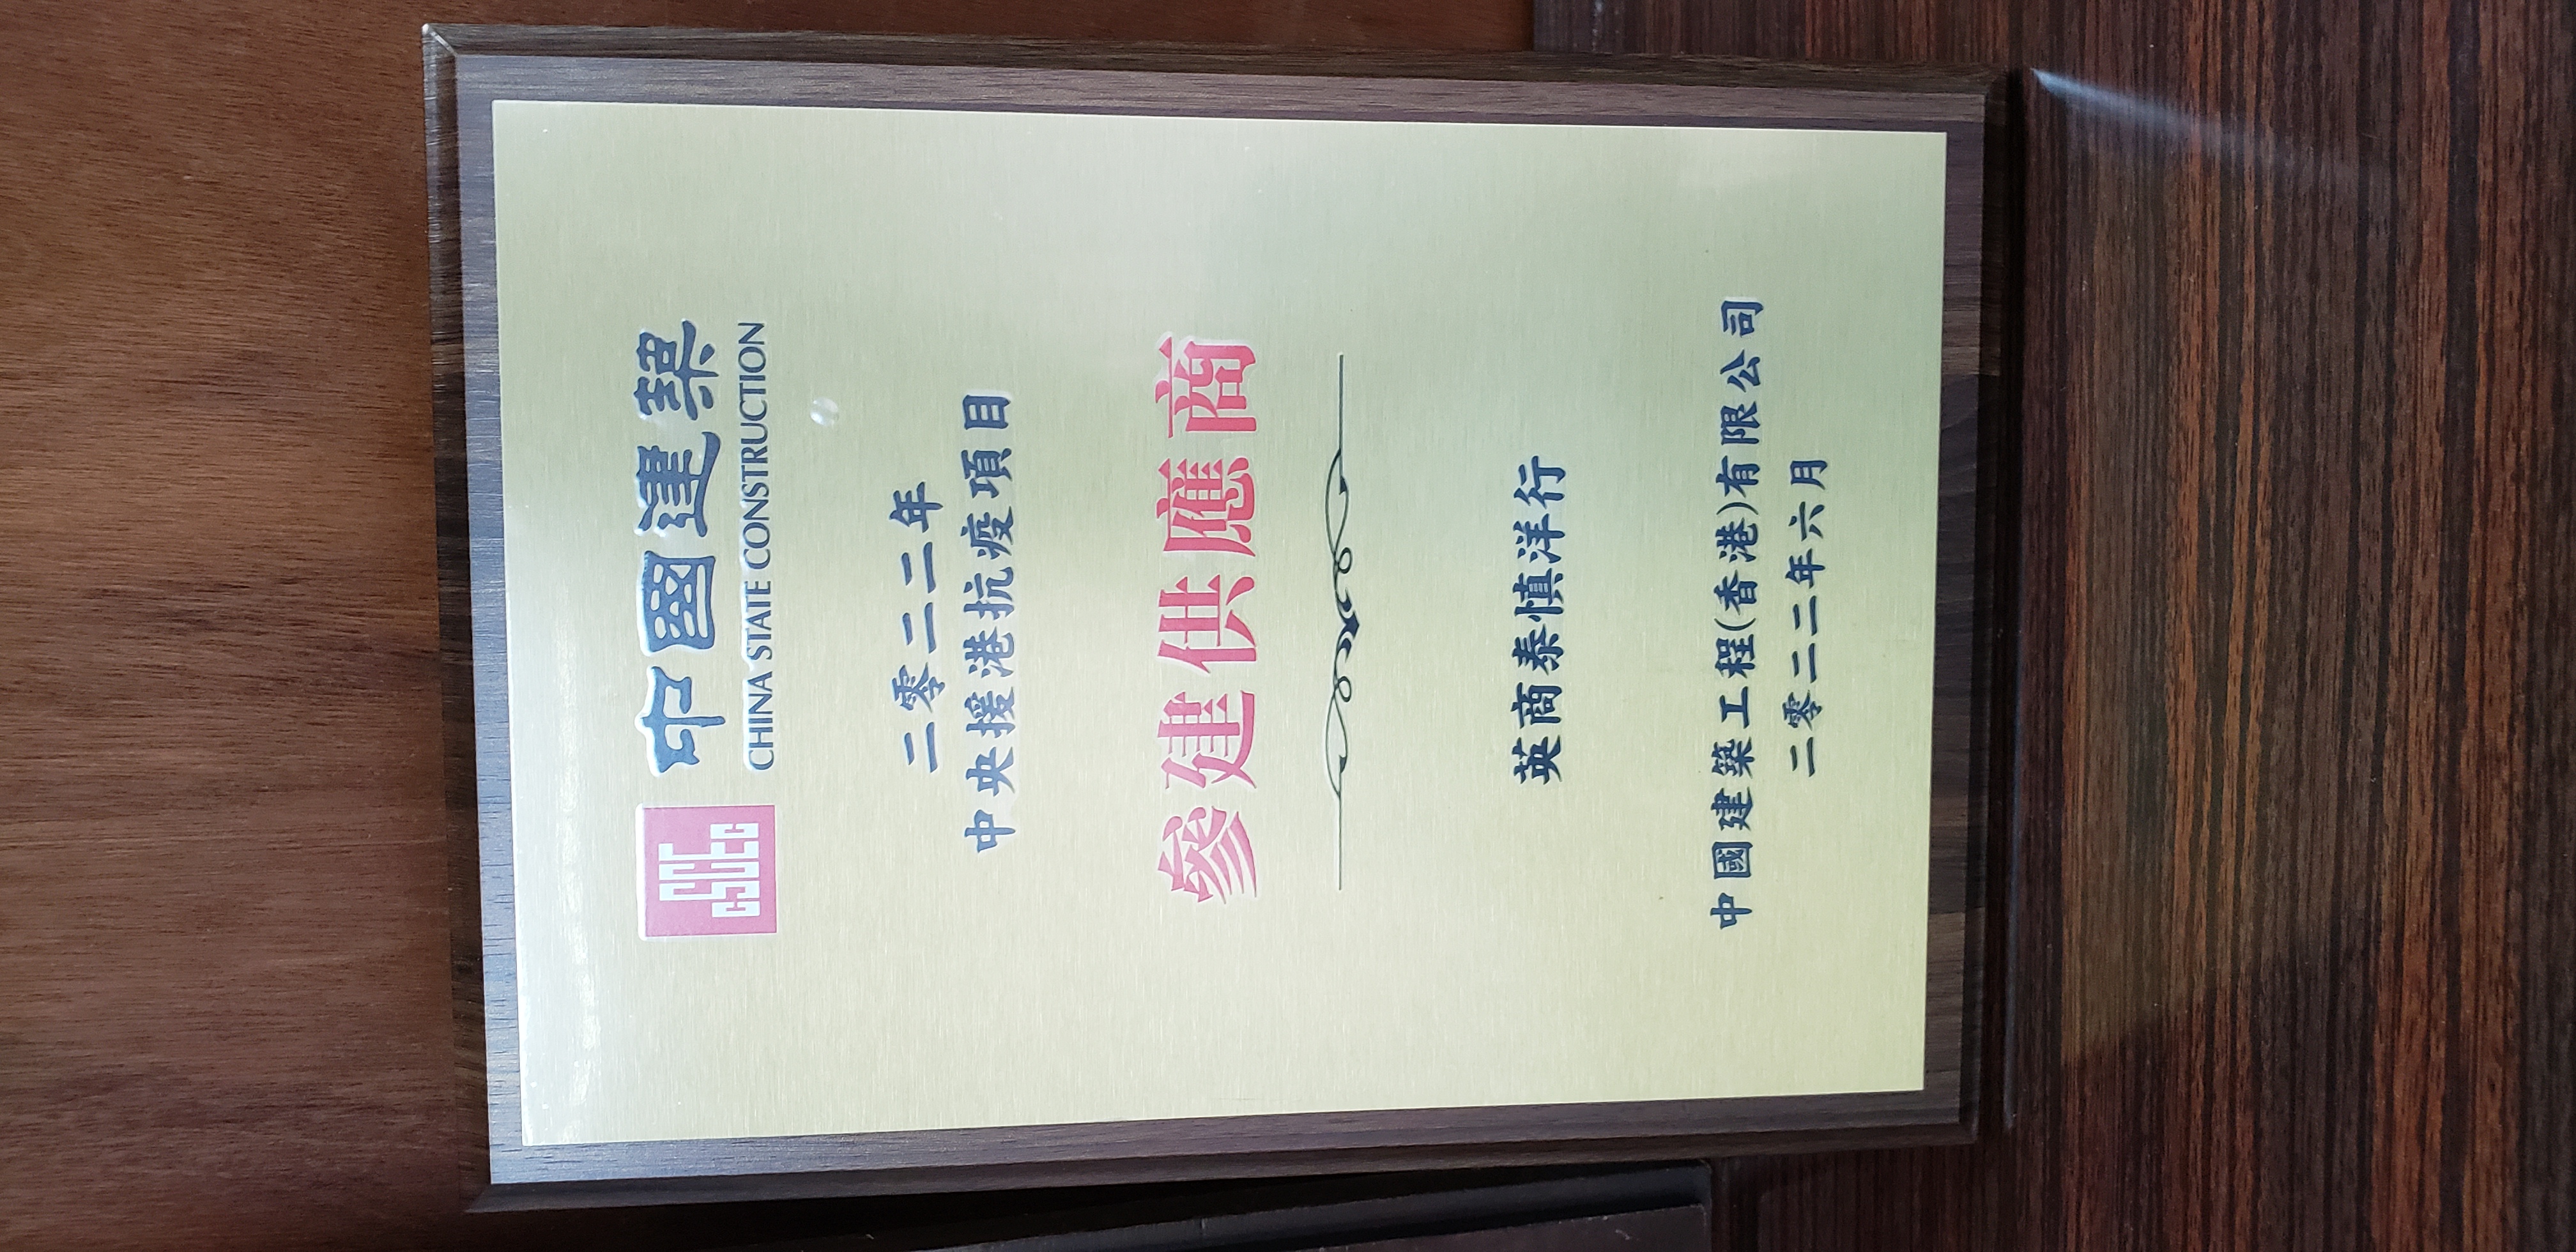 中國建築
CHINA STATE CONSTRUCTION
CSCEC
二零二二年
中央援港抗疫項目
參建供應商
英商泰慎洋行
中國建築工程(香港)有限公司
二零二二年六月